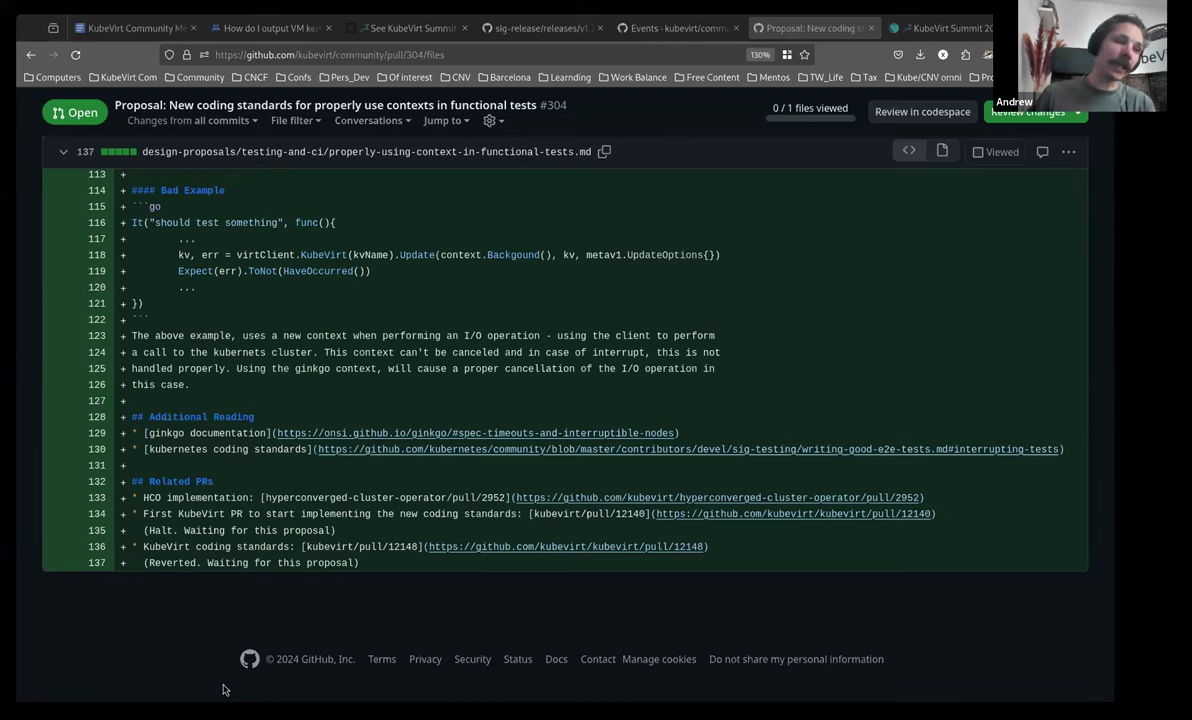 KubeVirt Community Me
How do I output VM ker
See KubeVirt Summit
sig-release/releases/v1.
Events · kubevirt/comm
Proposal: New coding st
KubeVirt Summit 20
https://github.com/kubevirt/community/pull/304/files
130%
Computers
KubeVirt Com
Community
CNCF
Confs
Pers_Dev
Of interest
CNV
Barcelona
Learnding
Work Balance
Free Content
Mentos
TW_Life
Tax
Kube/CNV omni
Andrew
Open
Proposal: New coding standards for properly use contexts in functional tests #304
Changes from all commits
File filter
Conversations
Jump to
0 / 1 files viewed
Review in codespace
Review changes
137
design-proposals/testing-and-ci/properly-using-context-in-functional-tests.md
Viewed
113 +
114 + #### Bad Example
115 + ```go
116 + It("should test something", func(){
117 + ...
118 + kv, err = virtClient.KubeVirt(kvName).Update(context.Backgound(), kv, metav1.UpdateOptions{})
119 + Expect(err).ToNot(HaveOccurred())
120 + ...
121 + })
122 + ```
123 + The above example, uses a new context when performing an I/O operation - using the client to perform
124 + a call to the kubernets cluster. This context can't be canceled and in case of interrupt, this is not
125 + handled properly. Using the ginkgo context, will cause a proper cancellation of the I/O operation in
126 + this case.
127 +
128 + ## Additional Reading
129 + * [ginkgo documentation](https://onsi.github.io/ginkgo/#spec-timeouts-and-interruptible-nodes)
130 + * [kubernetes coding standards](https://github.com/kubernetes/community/blob/master/contributors/devel/sig-testing/writing-good-e2e-tests.md#interrupting-tests)
131 +
132 + ## Related PRs
133 + * HCO implementation: [hyperconverged-cluster-operator/pull/2952](https://github.com/kubevirt/hyperconverged-cluster-operator/pull/2952)
134 + * First KubeVirt PR to start implementing the new coding standards: [kubevirt/pull/12140](https://github.com/kubevirt/kubevirt/pull/12140)
135 + (Halt. Waiting for this proposal)
136 + * KubeVirt coding standards: [kubevirt/pull/12148](https://github.com/kubevirt/kubevirt/pull/12148)
137 + (Reverted. Waiting for this proposal)
© 2024 GitHub, Inc.
Terms
Privacy
Security
Status
Docs
Contact
Manage cookies
Do not share my personal information